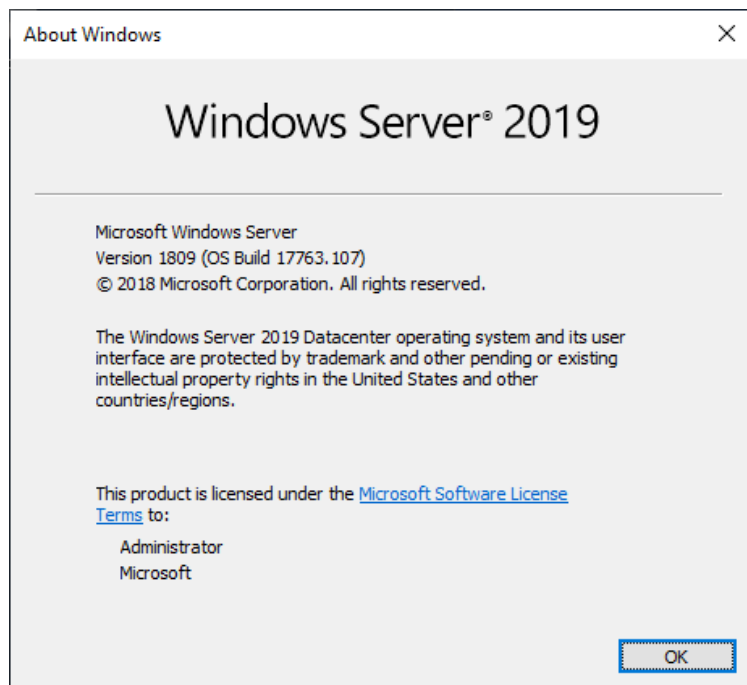 About Windows
Windows Server® 2019
Microsoft Windows Server
Version 1809 (OS Build 17763.107)
© 2018 Microsoft Corporation. All rights reserved.
The Windows Server 2019 Datacenter operating system and its user
interface are protected by trademark and other pending or existing
intellectual property rights in the United States and other
countries/regions.
This product is licensed under the Microsoft Software License
Terms to:
Administrator
Microsoft
OK